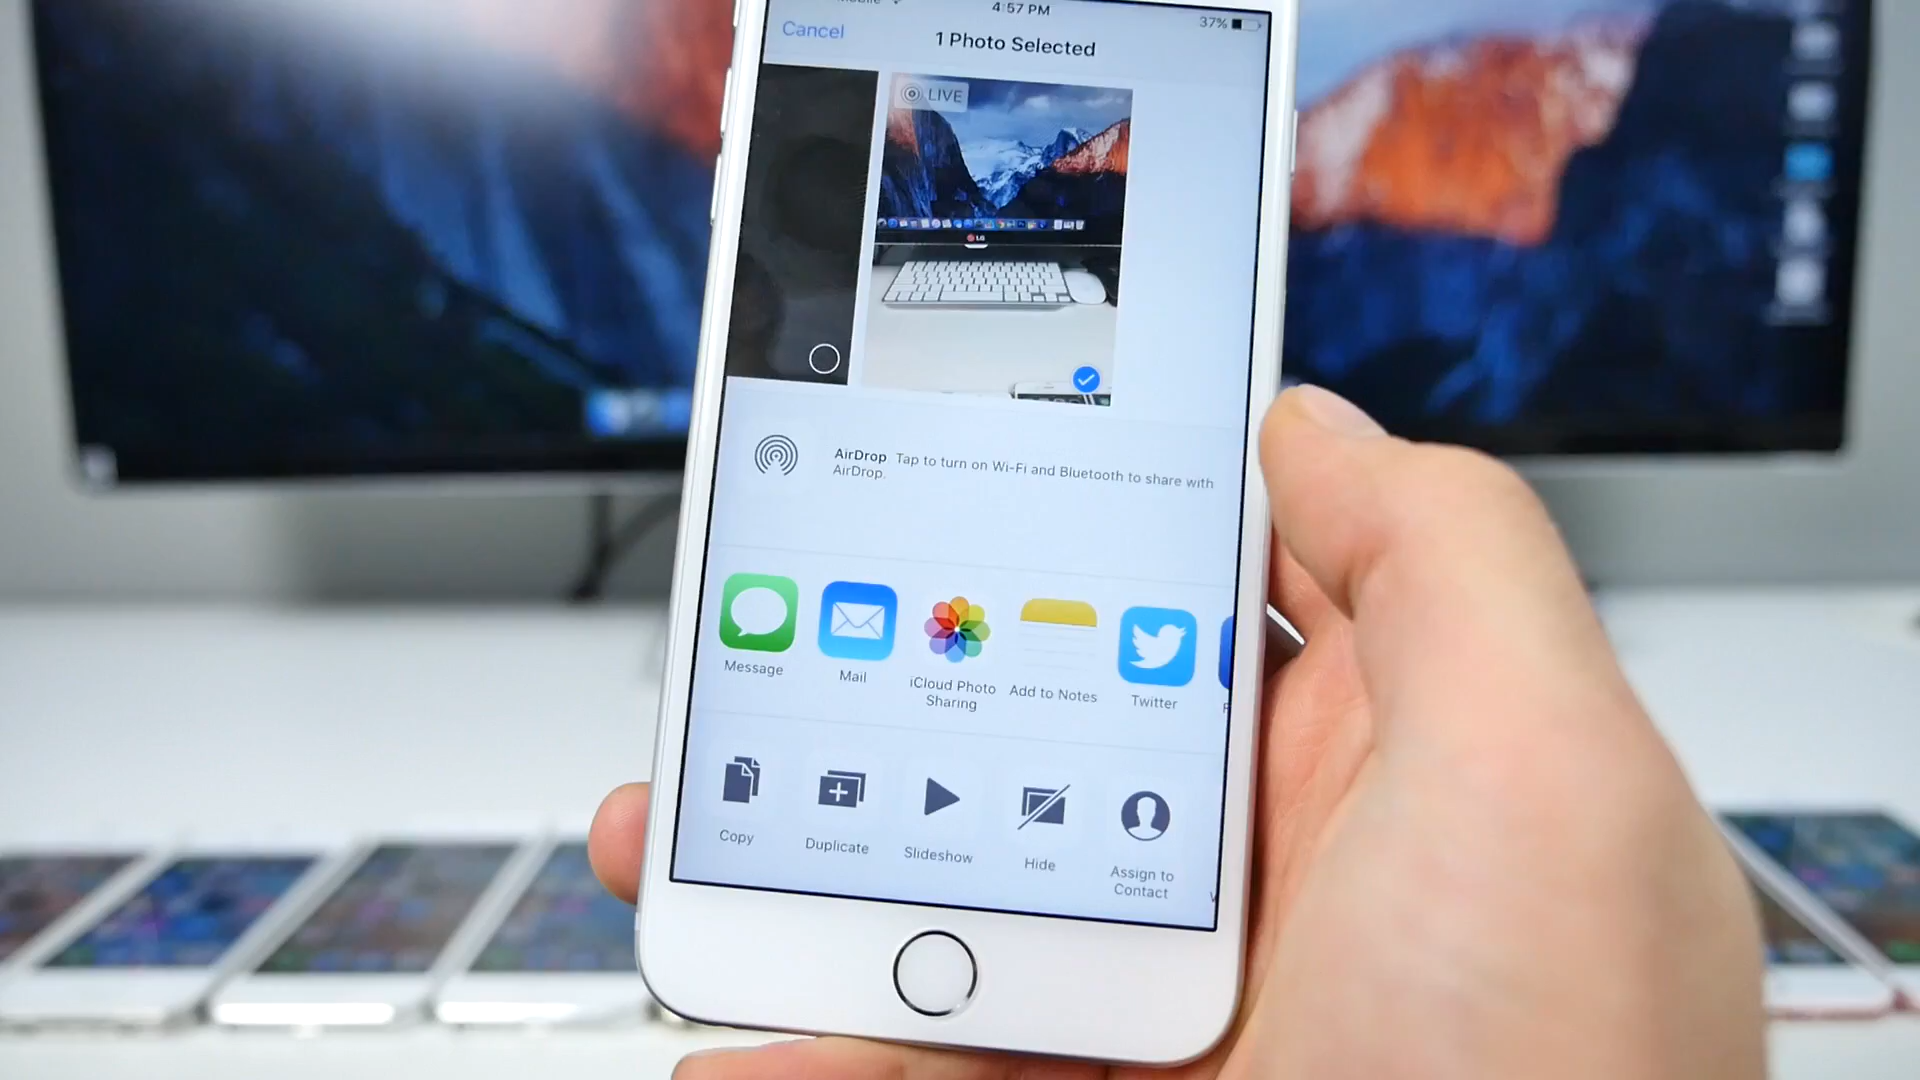 4:57 PM
37%
Cancel
1 Photo Selected
LIVE
LG
AirDrop Tap to turn on Wi-Fi and Bluetooth to share with
AirDrop.
Message
Mail
iCloud Photo
Sharing
Add to Notes
Twitter
Copy
Duplicate
Slideshow
Hide
Assign to
Contact